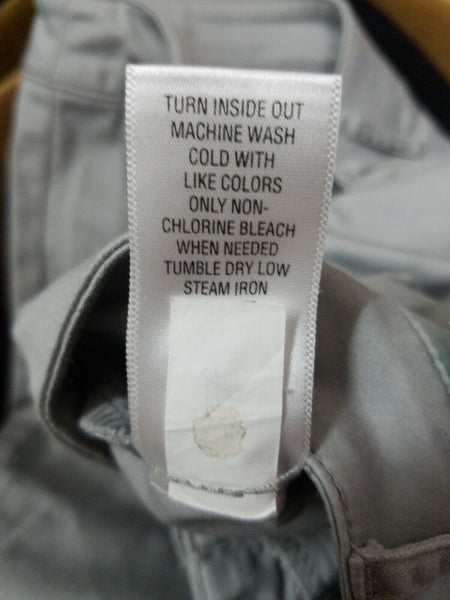 TURN INSIDE OUT
MACHINE WASH
COLD WITH
LIKE COLORS
ONLY NON-
CHLORINE BLEACH
WHEN NEEDED
TUMBLE DRY LOW
STEAM IRON